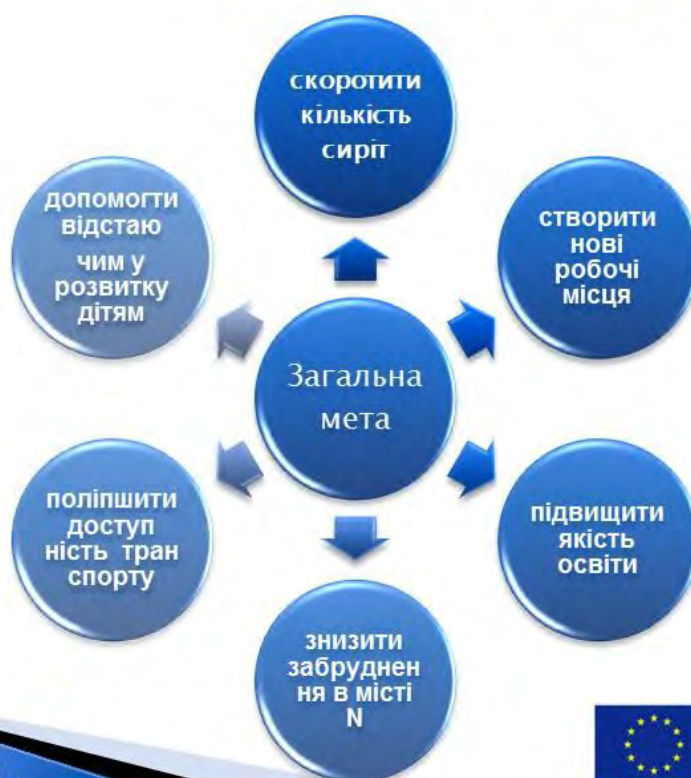 скоротити
кількість
сиріт
створити
нові
робочі
місця
підвищити
якість
освіти
знизити
забруднен
ня в місті
N
поліпшити
доступ
ність тран
спорту
допомогти
відстаю
чим у
розвитку
дітям
Загальна
мета